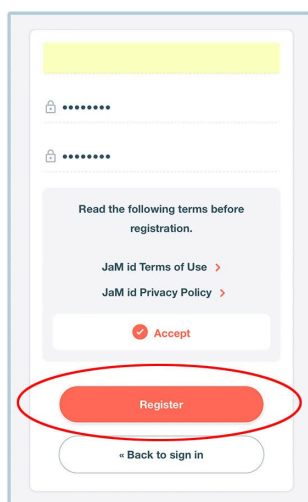 ••••••••
••••••••
Read the following terms before
registration.
JaM id Terms of Use >
JaM id Privacy Policy >
Accept
Register
« Back to sign in